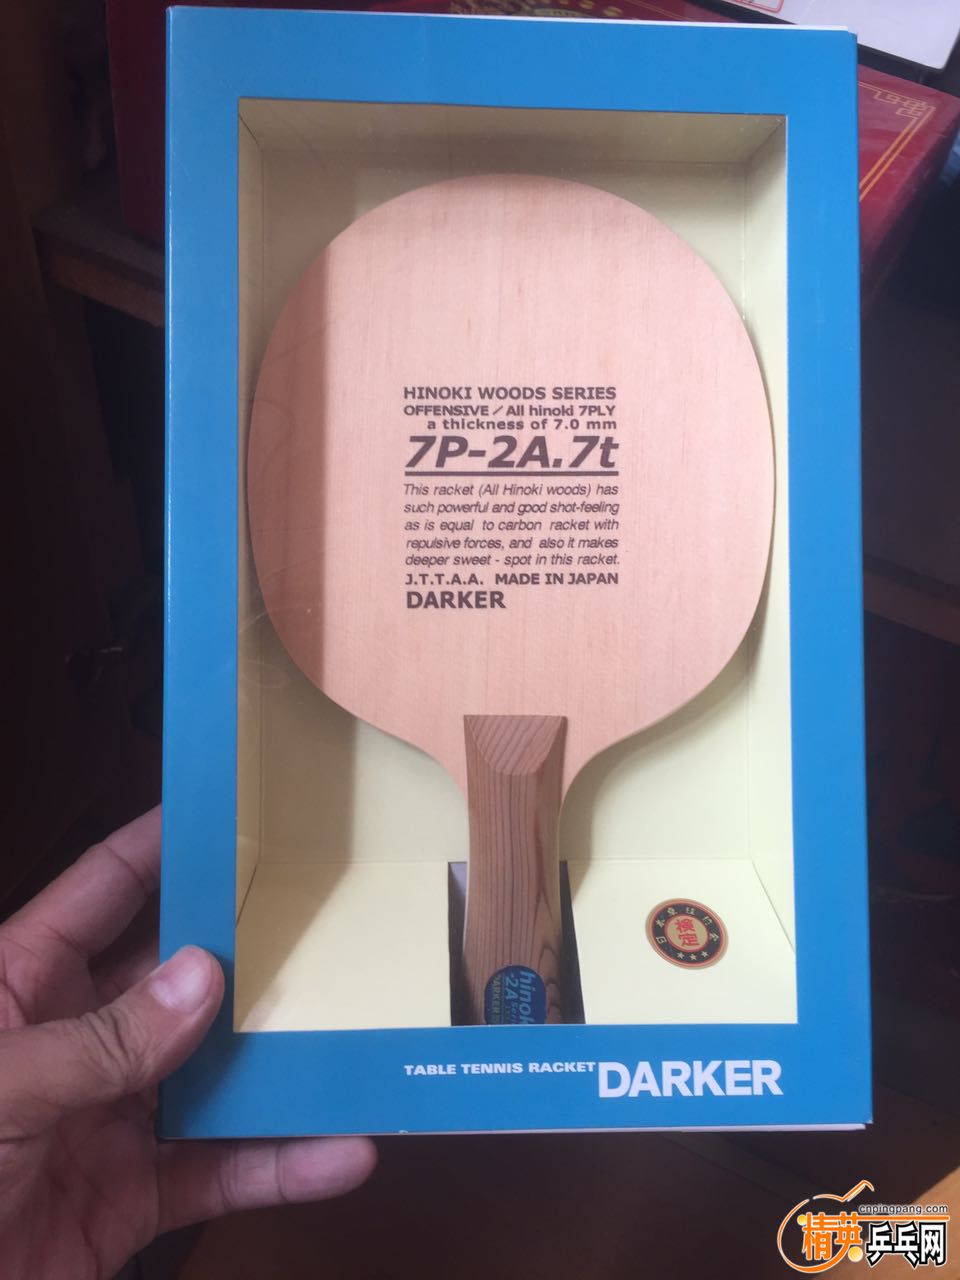 HINOKI WOODS SERIES
OFFENSIVE / All hinoki 7PLY
a thickness of 7.0 mm
7P-2A.7t
This racket (All Hinoki woods) has
such powerful and good shot-feeling
as is equal to carbon racket with
repulsive forces, and also it makes
deeper sweet - spot in this racket.
J.T.T.A.A. MADE IN JAPAN
DARKER
検定
TABLE TENNIS RACKET DARKER
cnpingpang.com
精英乒乓网